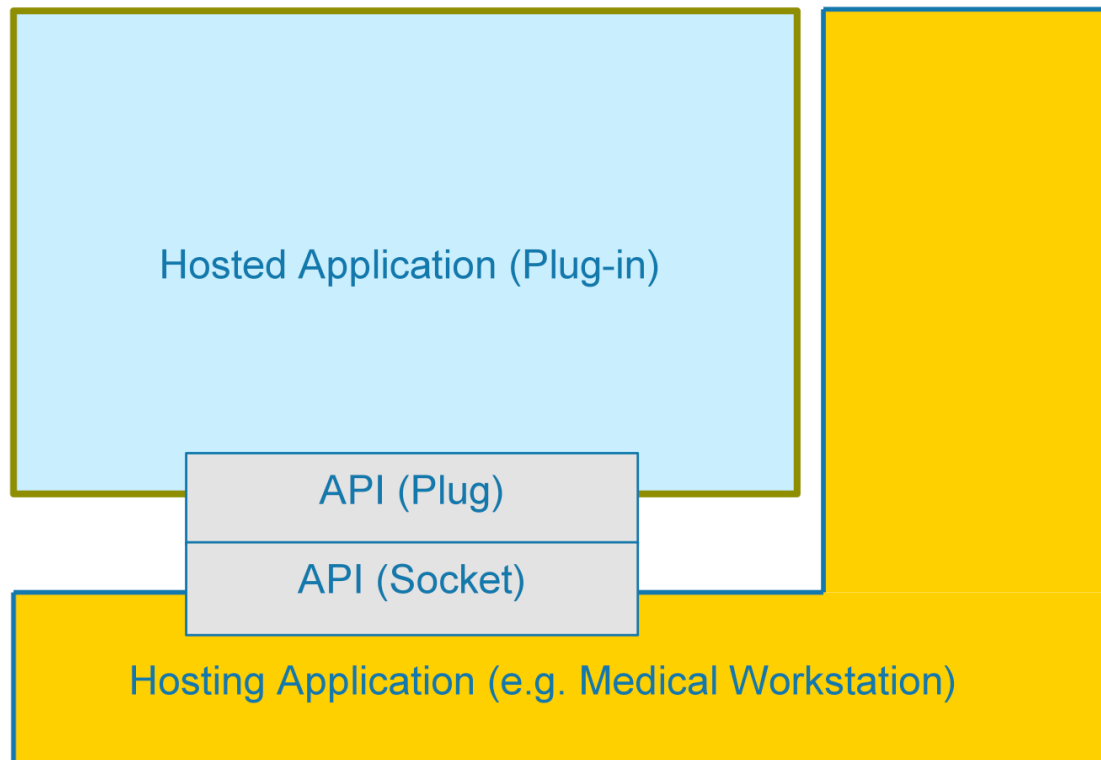 Hosted Application (Plug-in)
API (Plug)
API (Socket)
Hosting Application (e.g. Medical Workstation)